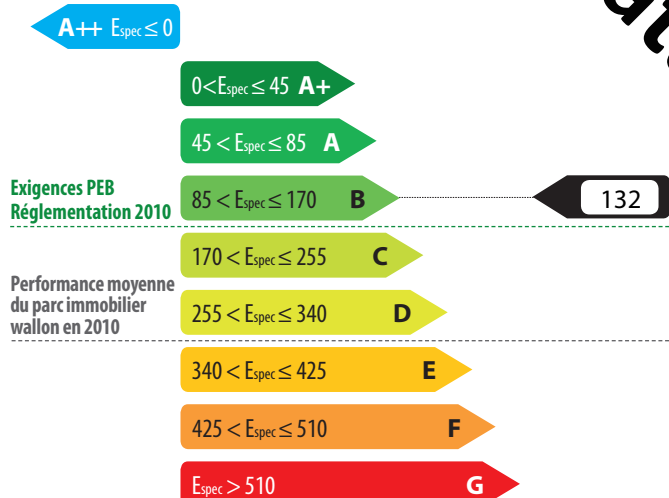 A++ Espec ≤ 0
0<Espec ≤ 45 A+
45 < Espec ≤ 85 A
Exigences PEB
Réglementation 2010
85 < Espec ≤ 170 B
132
170 < Espec ≤ 255 C
Performance moyenne
du parc immobilier
wallon en 2010
255 < Espec ≤ 340 D
340 < Espec ≤ 425 E
425 < Espec ≤ 510 F
Espec > 510 G